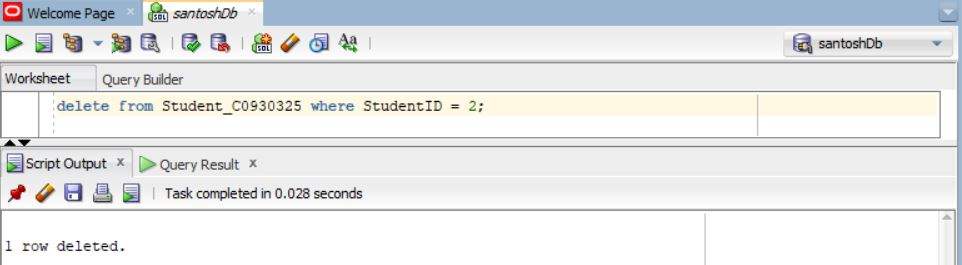 Welcome Page
santoshDb
santoshDb
Worksheet Query Builder
delete from Student_C0930325 where StudentID = 2;
Script Output x Query Result x
Task completed in 0.028 seconds
1 row deleted.